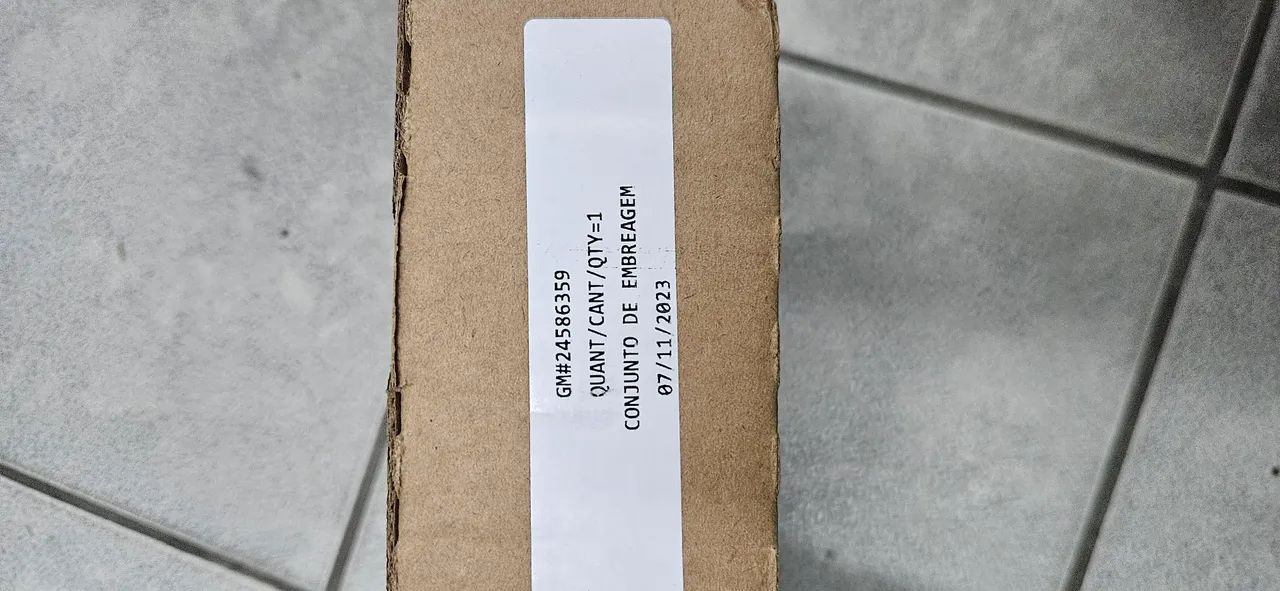 GM#24586359
QUANT/CANT/QTY=1
CONJUNTO DE EMBREAGEM
07/11/2023